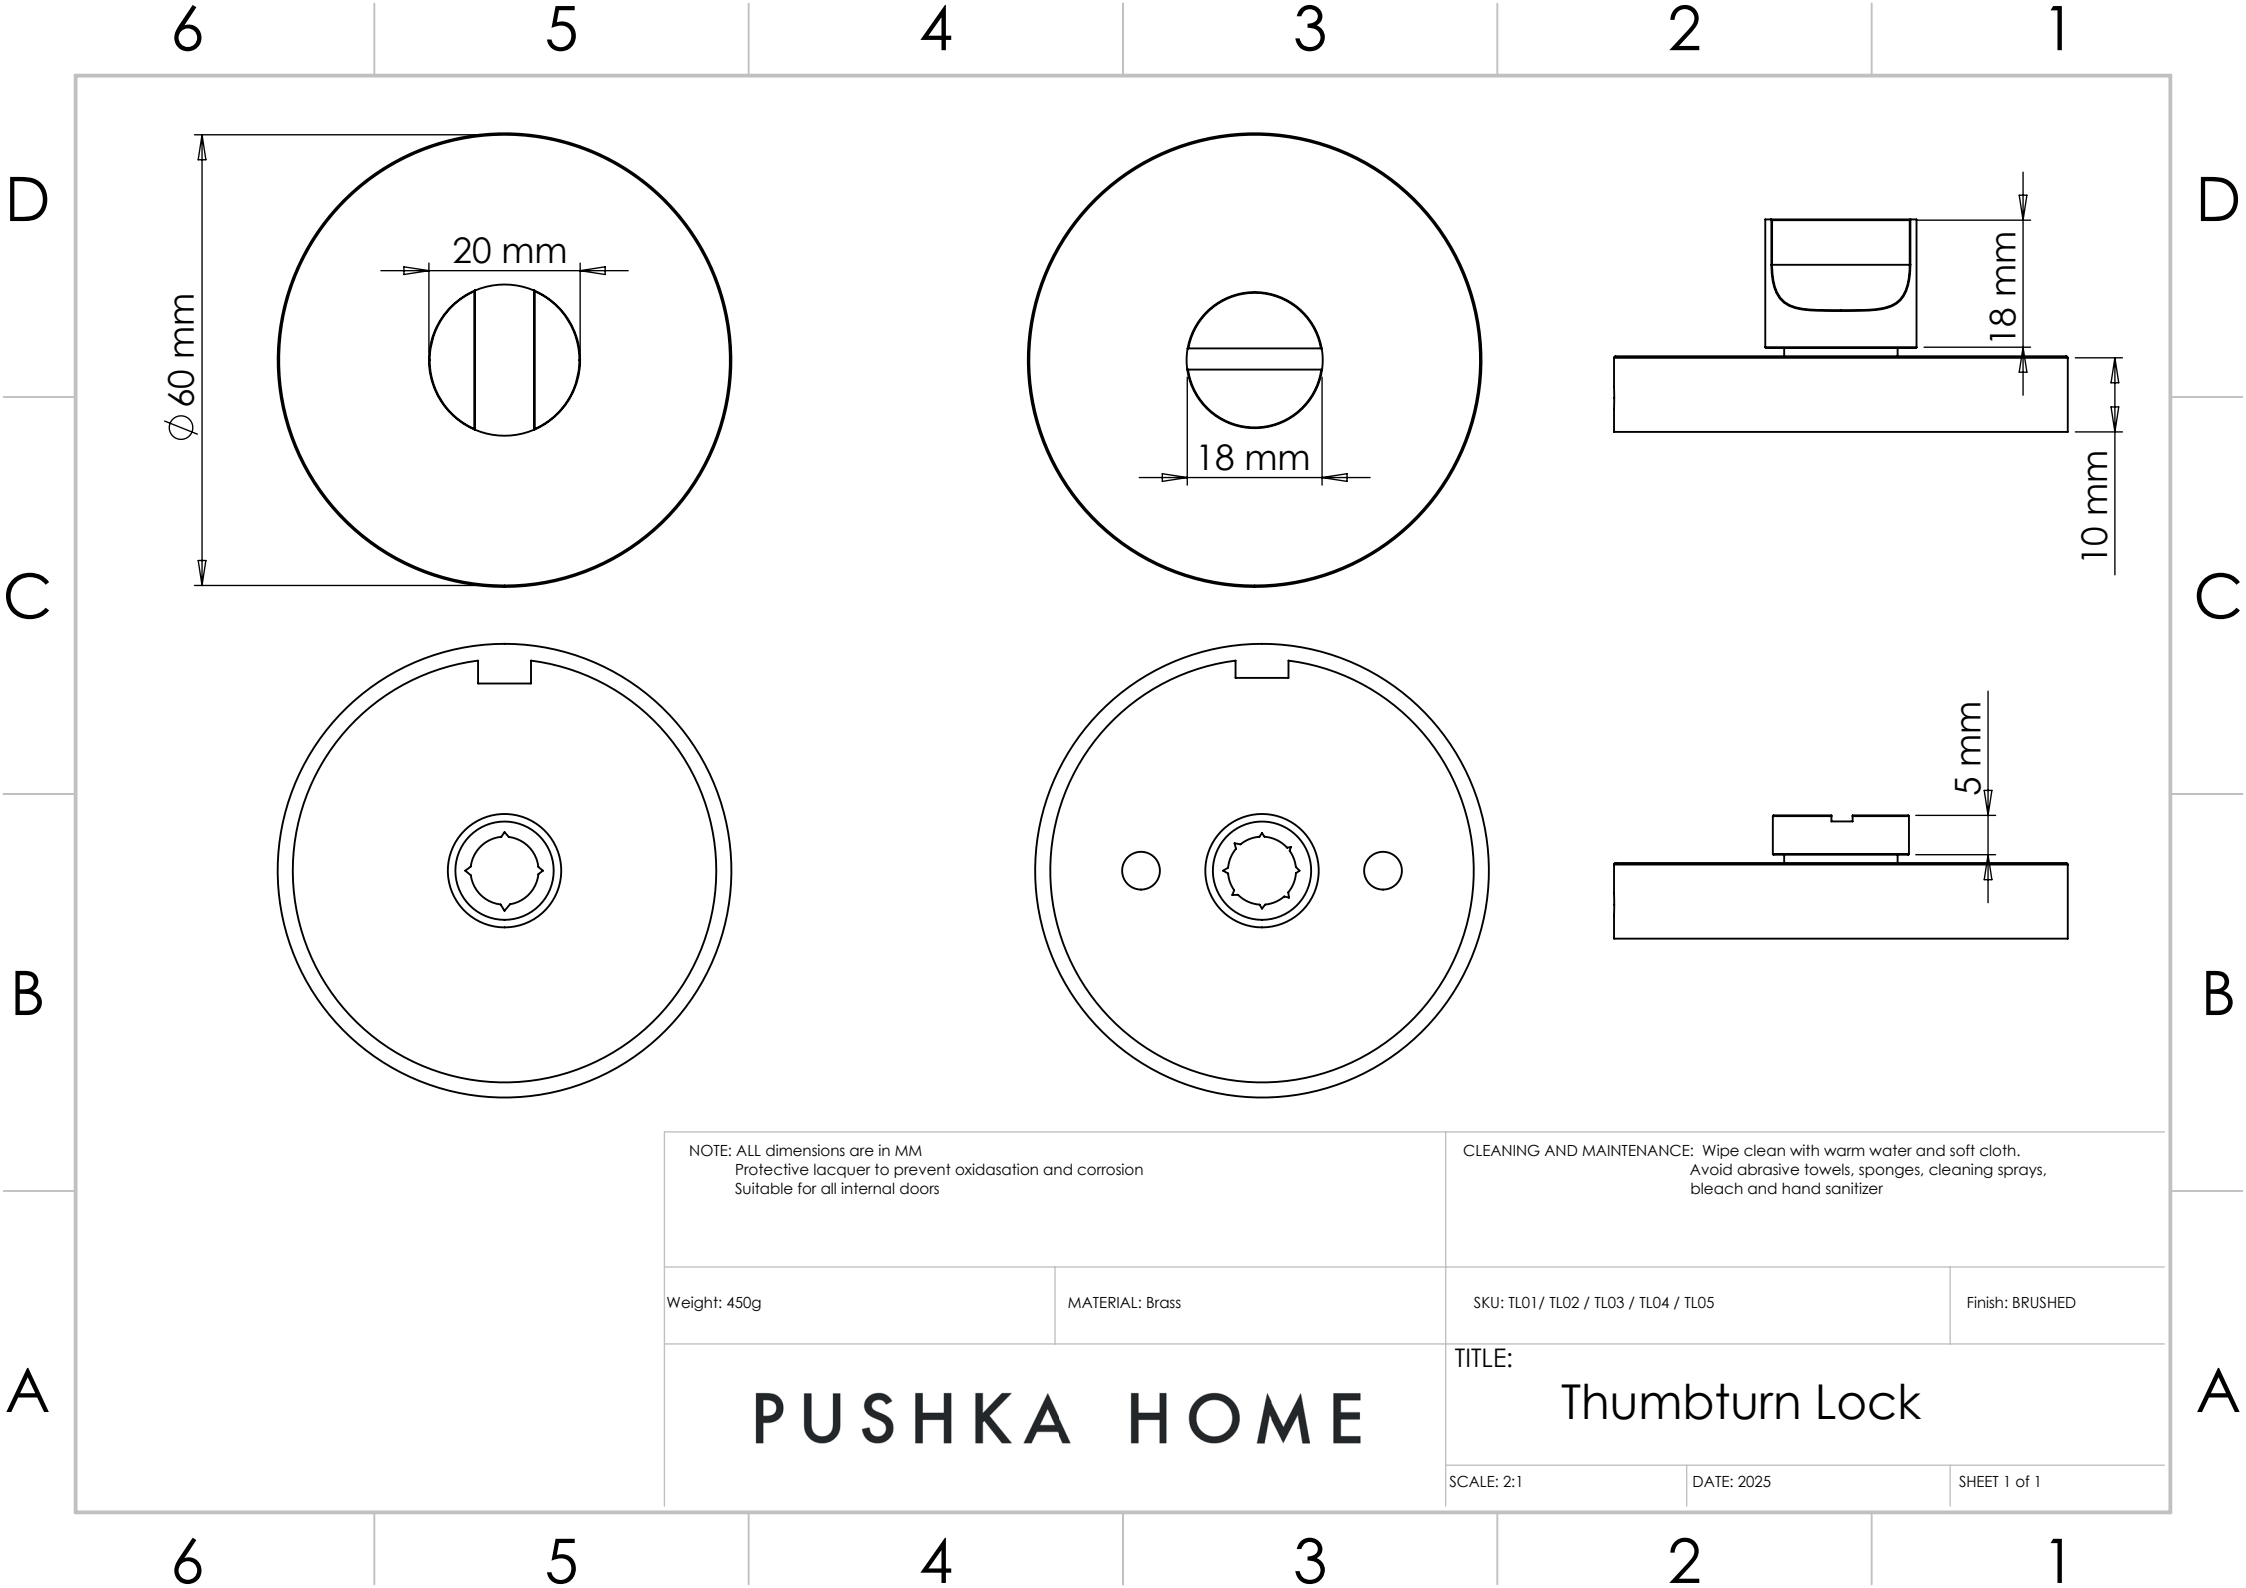 6 5 4 3 2 1
D D
20 mm
⌀ 60 mm
18 mm
18 mm
10 mm
C C
5 mm
B B
NOTE: ALL dimensions are in MM
Protective lacquer to prevent oxidasation and corrosion
Suitable for all internal doors
CLEANING AND MAINTENANCE: Wipe clean with warm water and soft cloth.
Avoid abrasive towels, sponges, cleaning sprays,
bleach and hand sanitizer
Weight: 450g
MATERIAL: Brass
SKU: TL01/ TL02 / TL03 / TL04 / TL05
Finish: BRUSHED
A A
PUSHKA HOME
TITLE:
Thumbturn Lock
SCALE: 2:1
DATE: 2025
SHEET 1 of 1
6 5 4 3 2 1